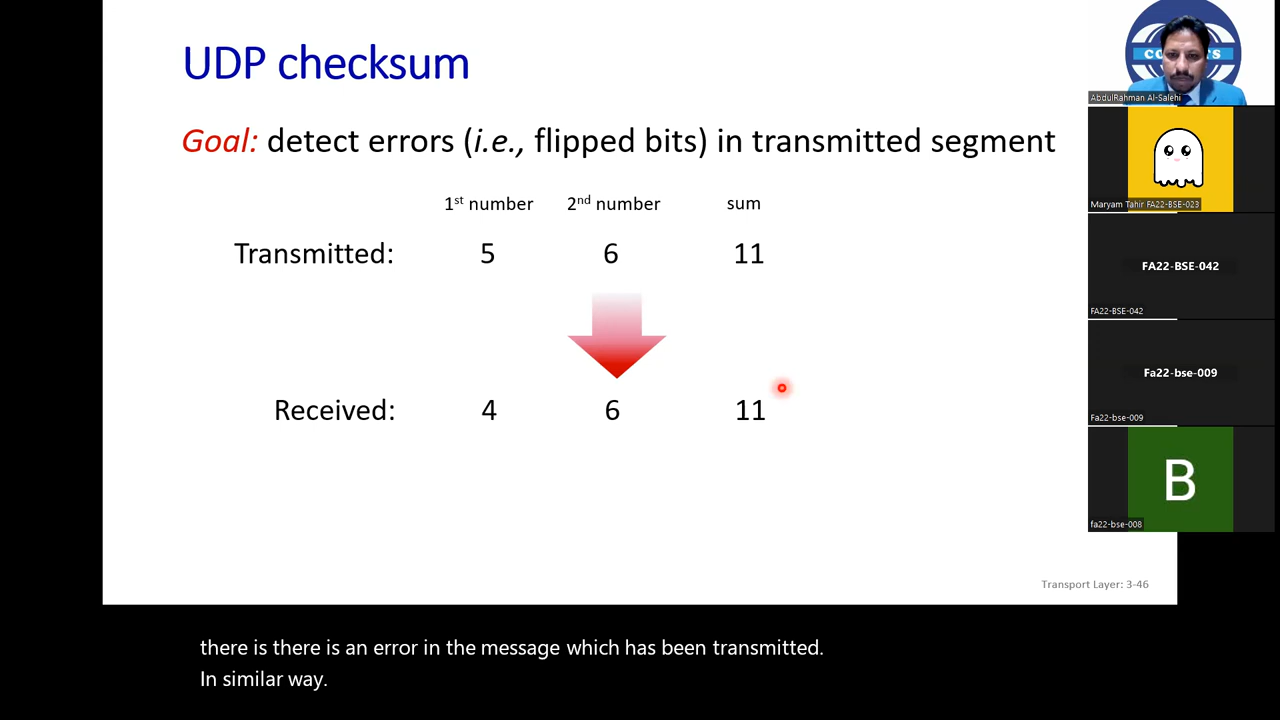 UDP checksum
Goal: detect errors (i.e., flipped bits) in transmitted segment
1st number 2nd number sum
Transmitted: 5 6 11
Received: 4 6 11
Transport Layer: 3-46
there is there is an error in the message which has been transmitted.
In similar way.
AbdulRahman Al-Salehi
Maryam Tahir FA22-BSE-023
FA22-BSE-042
FA22-BSE-042
Fa22-bse-009
Fa22-bse-009
B
fa22-bse-008